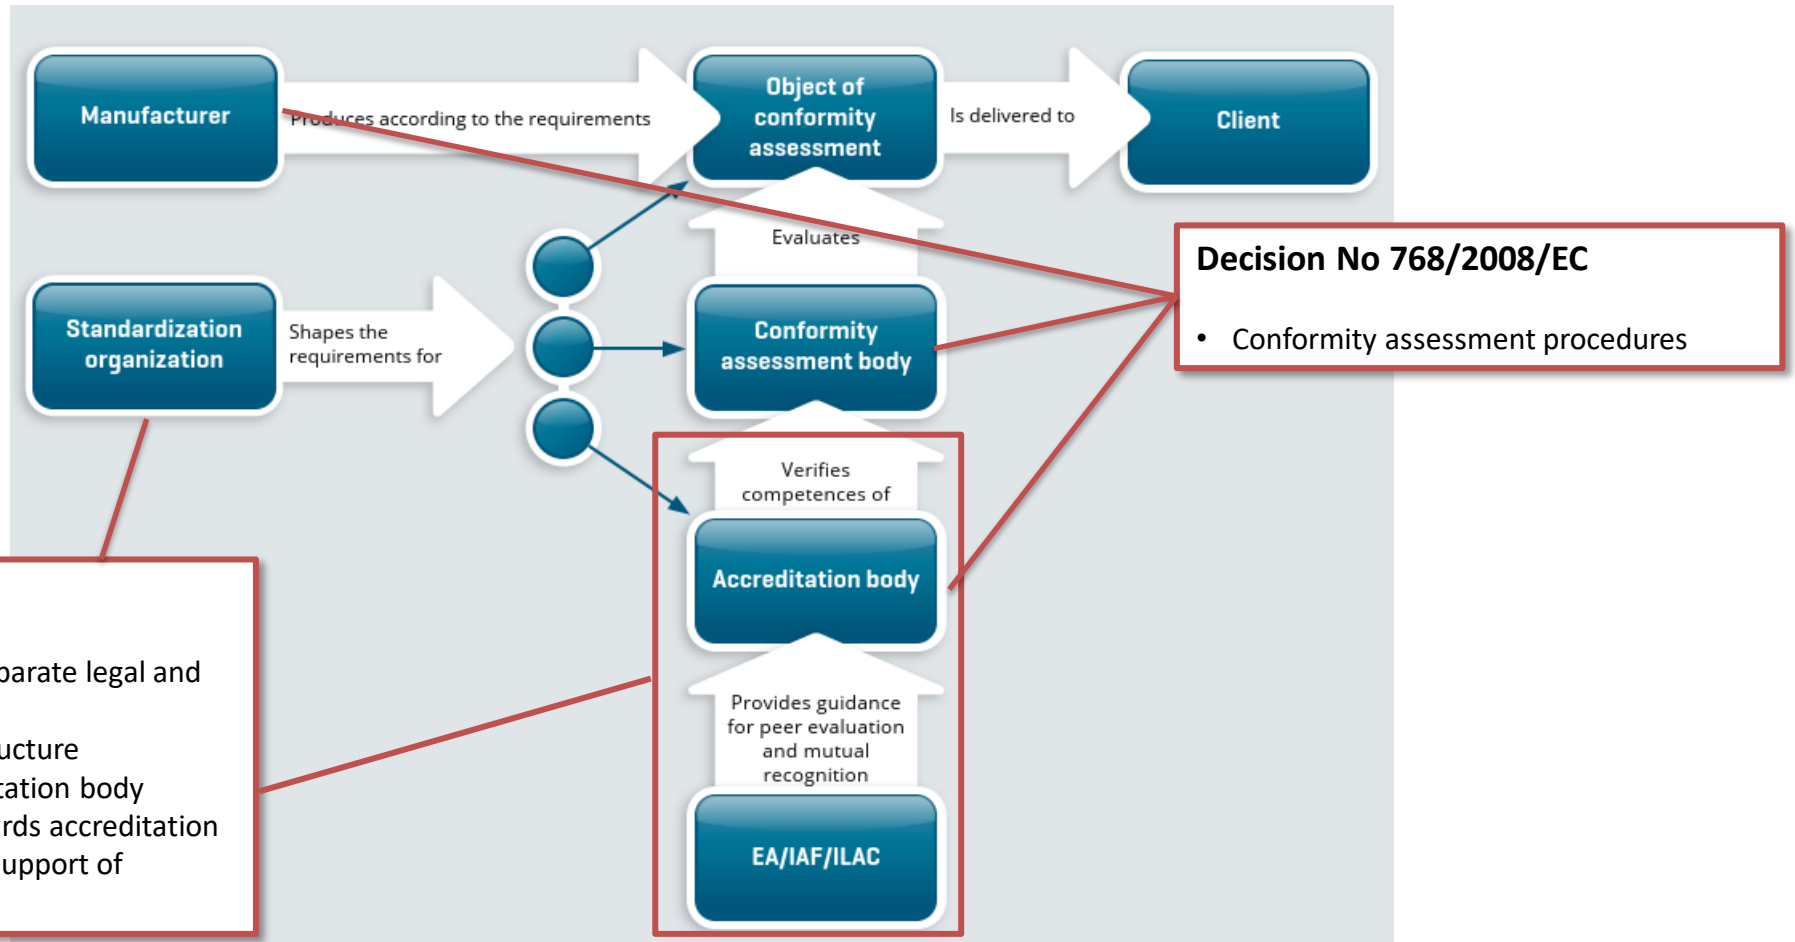 Manufacturer
Produces according to the requirements
Object of
conformity
assessment
Is delivered to
Client
Evaluates
Decision No 768/2008/EC
• Conformity assessment procedures
Standardization
organization
Shapes the
requirements for
Conformity
assessment body
Verifies
competences of
Accreditation body
parate legal and
ucture
tation body
rds accreditation
upport of
Provides guidance
for peer evaluation
and mutual
recognition
EA/IAF/ILAC